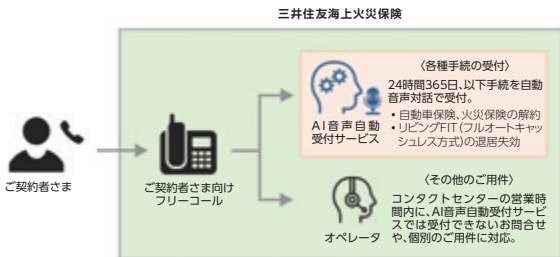 三井住友海上火災保険
ご契約者さま
ご契約者さま向け
フリーコール
AI音声自動
受付サービス
〈各種手続の受付〉
24時間365日、以下手続を自動
音声対話で受付。
・自動車保険、火災保険の解約
・リビングFIT(フルオートキャッ
シュレス方式)の退居失効
オペレータ
〈その他のご用件〉
コンタクトセンターの営業時
間内に、AI音声自動受付サービ
スでは受付できないお問合せ
や、個別のご用件に対応。